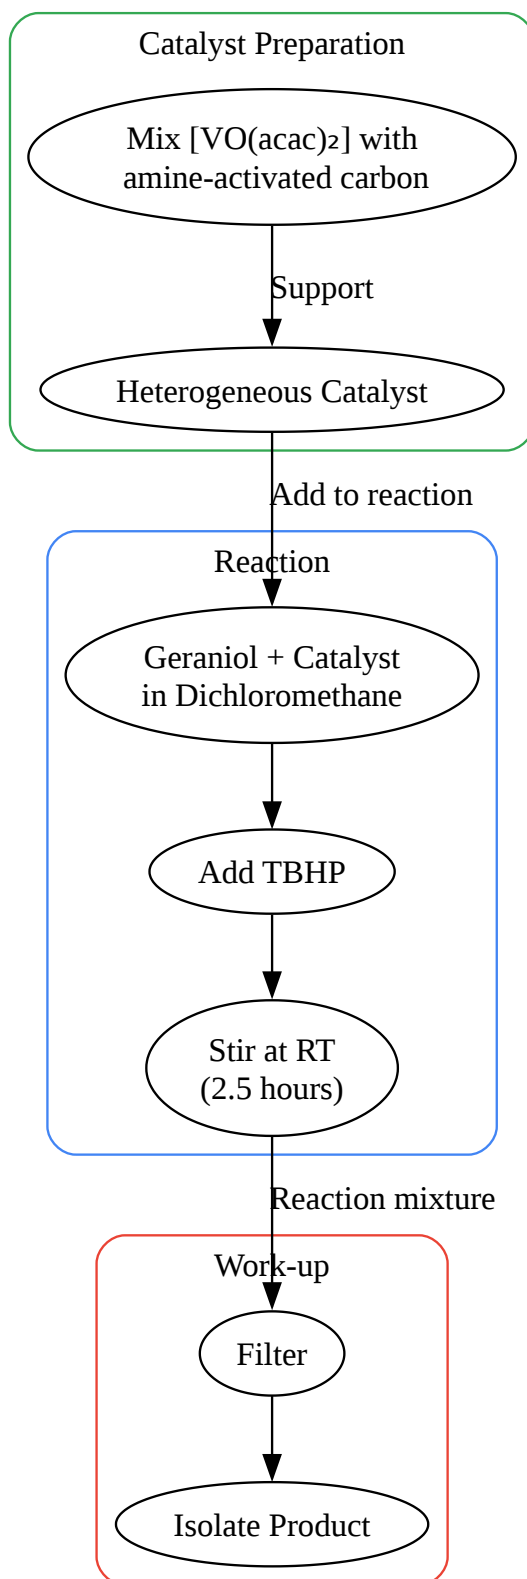 Catalyst Preparation
Mix [VO(acac)₂] with
amine-activated carbon
Support
Heterogeneous Catalyst
Add to reaction
Reaction
Geraniol + Catalyst
in Dichloromethane
Add TBHP
Stir at RT
(2.5 hours)
Reaction mixture
Work-up
Filter
Isolate Product